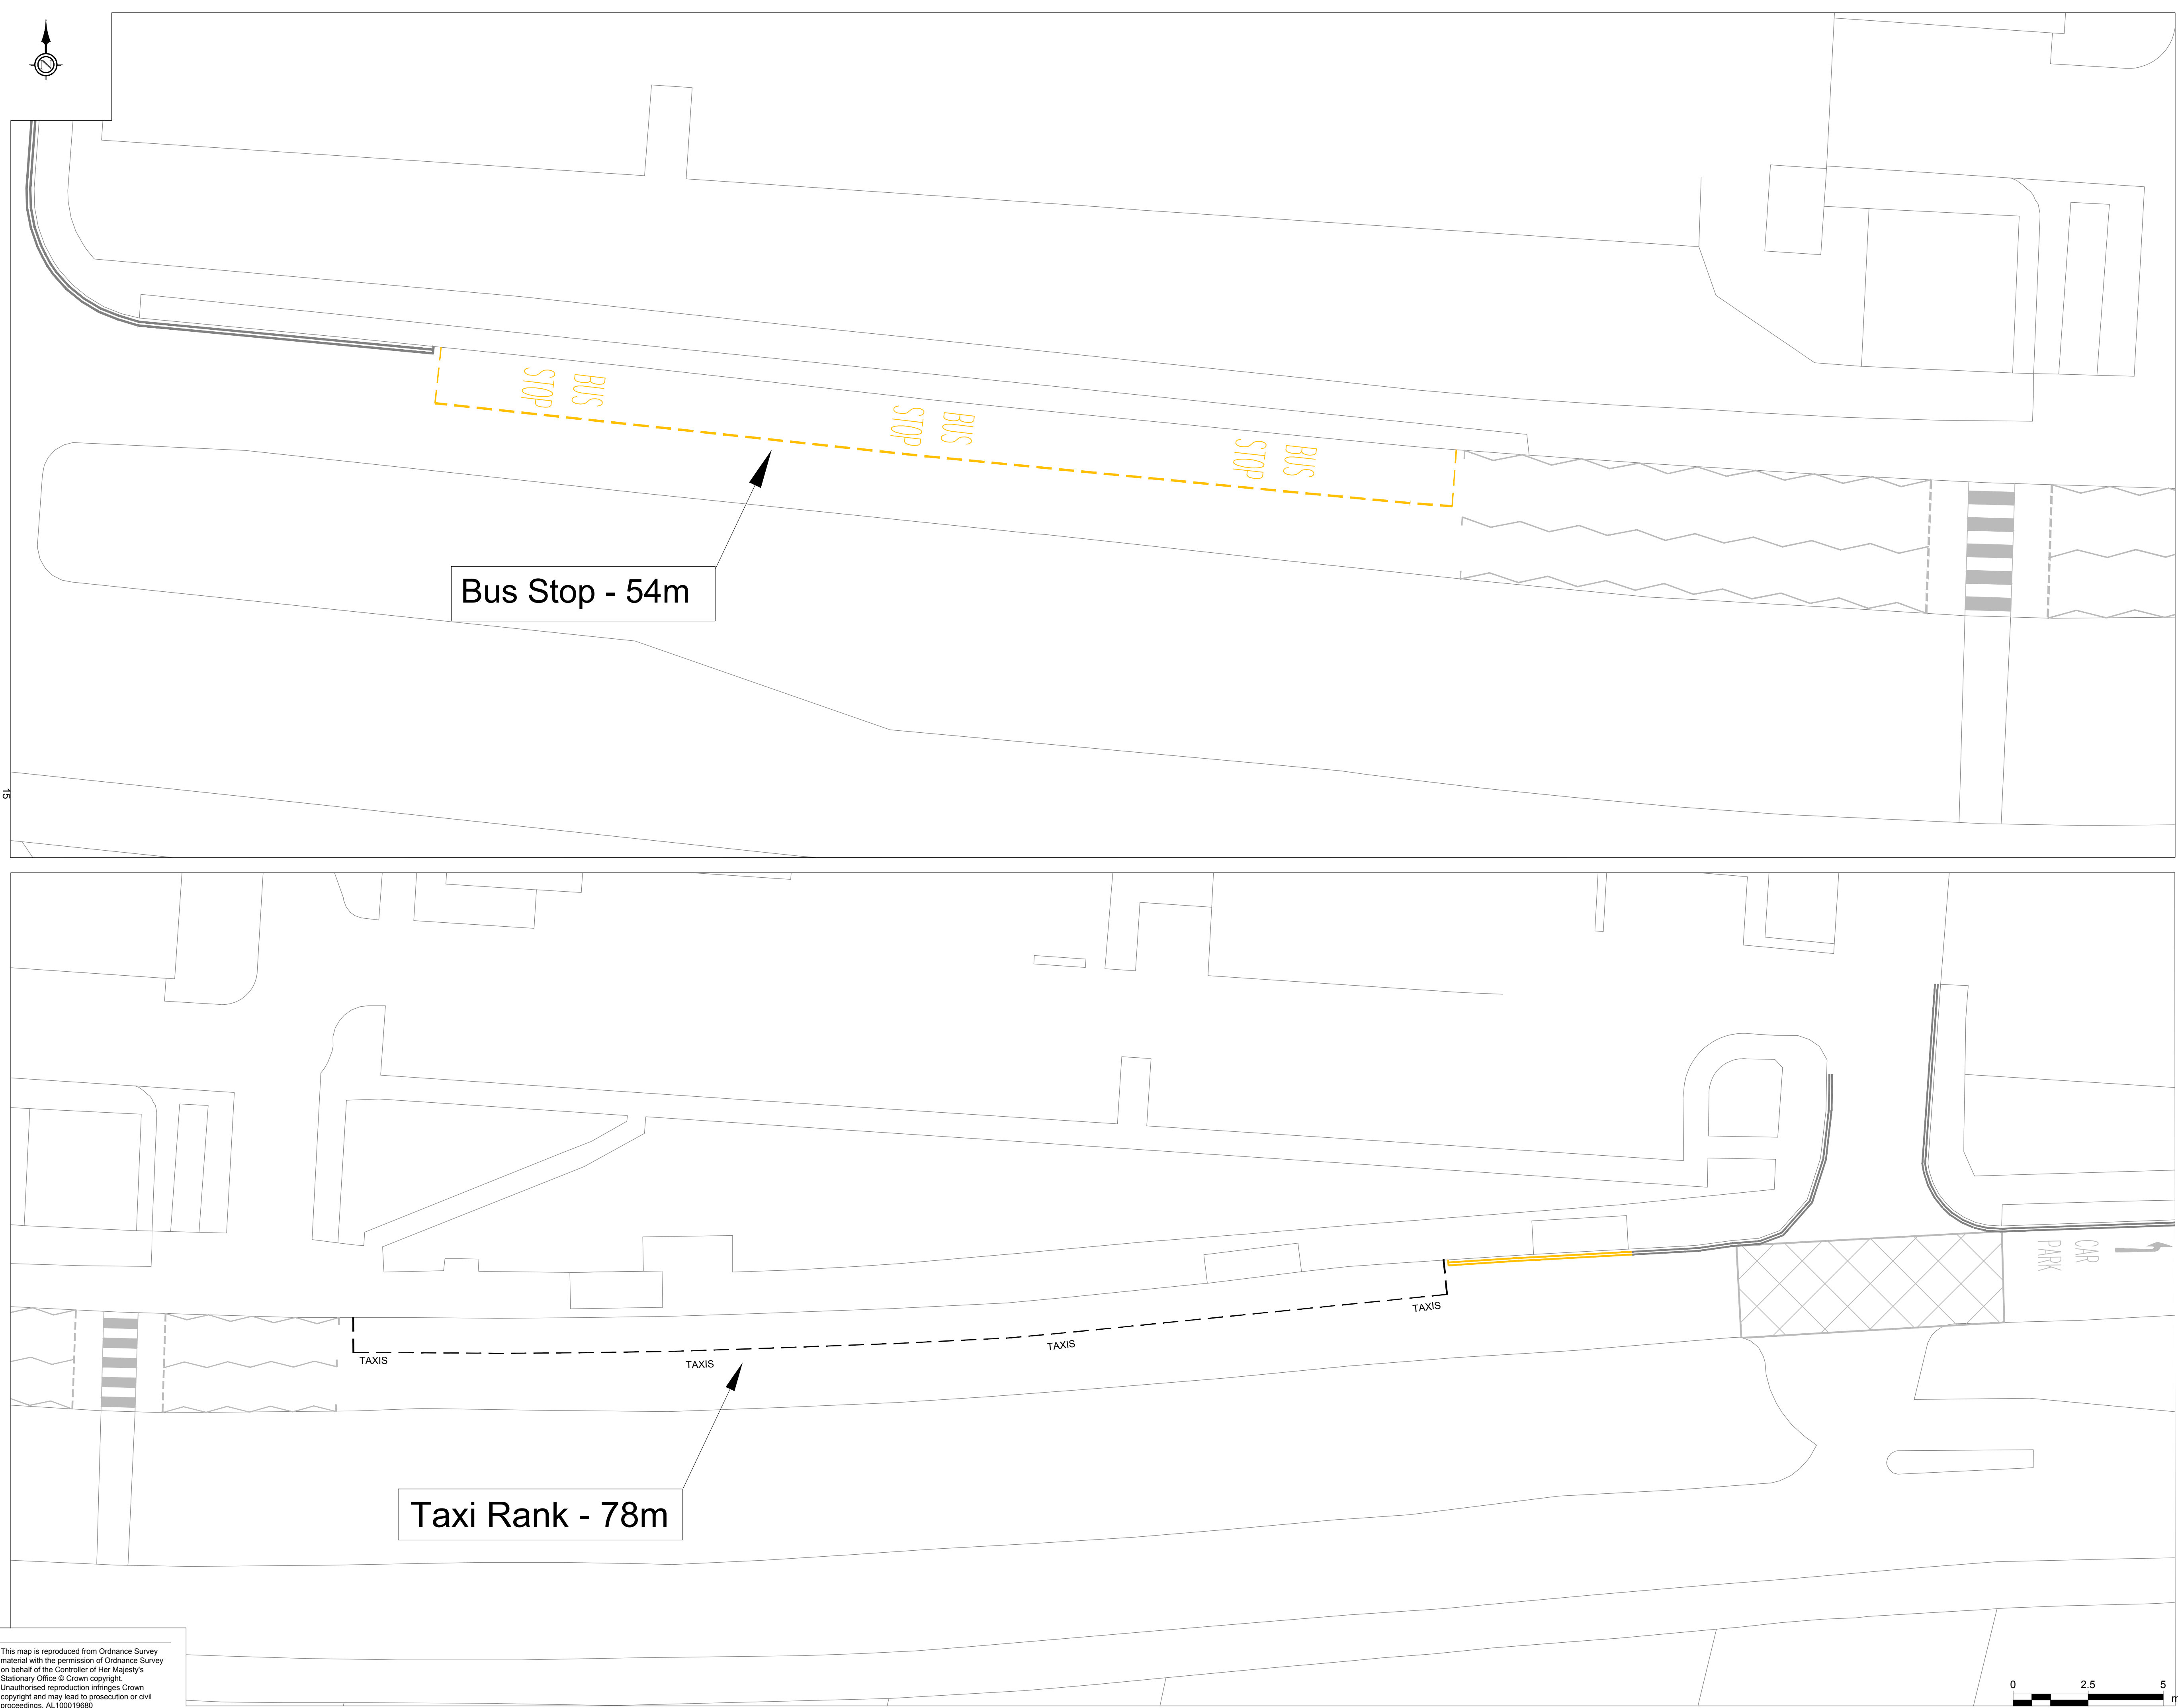 N
BUS
STOP
BUS
STOP
BUS
STOP
Bus Stop - 54m
15
CAR
PARK
TAXIS
TAXIS
TAXIS
TAXIS
Taxi Rank - 78m
This map is reproduced from Ordnance Survey
material with the permission of Ordnance Survey
on behalf of the Controller of Her Majesty's
Stationary Office © Crown copyright.
Unauthorised reproduction infringes Crown
copyright and may lead to prosecution or civil
proceedings. AL100019680
0 2.5 5
m